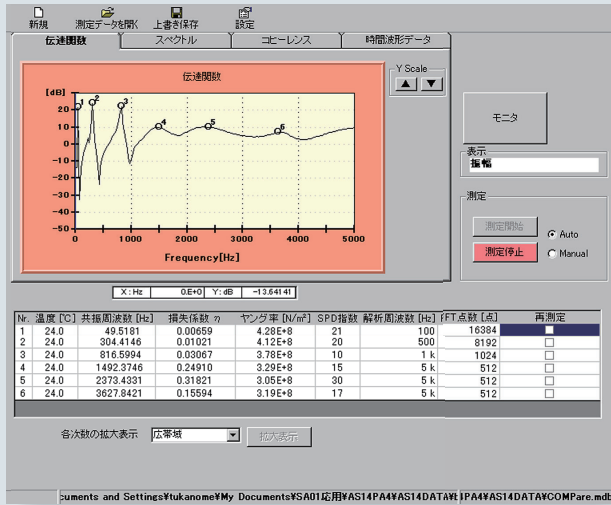 新規 測定データを開く 上書き保存 設定
伝達関数 スペクトル コヒーレンス 時間波形データ
伝達関数
[dB]
20
10
0
-10
-20
-30
-40
-50
1 2 3 4 5 6
0 1000 2000 3000 4000 5000
Frequency[Hz]
Y Scale
モニタ
表示
振幅
測定
測定開始
測定停止
Auto
Manual
X : Hz 0.E+0 Y : dB -13.64141
Nr. 温度 [℃] 共振周波数 [Hz] 損失係数 η ヤング率 [N/m²] SPD指数 解析周波数 [Hz] FFT点数 [点] 再測定
1 24.0 49.5181 0.00659 4.28E+8 21 100 16384
2 24.0 304.4146 0.01021 4.12E+8 20 500 8192
3 24.0 816.5994 0.03067 3.78E+8 10 1 k 1024
4 24.0 1492.3746 0.24910 3.29E+8 15 5 k 512
5 24.0 2373.4331 0.31821 3.05E+8 30 5 k 512
6 24.0 3627.8421 0.15594 3.19E+8 17 5 k 512
各次数の拡大表示 広帯域 拡大表示
cuments and Settings¥tukanome¥My Documents¥SA01応用¥AS14PA4¥AS14DATA¥t IPA4¥AS14DATA¥COMPare.mdb